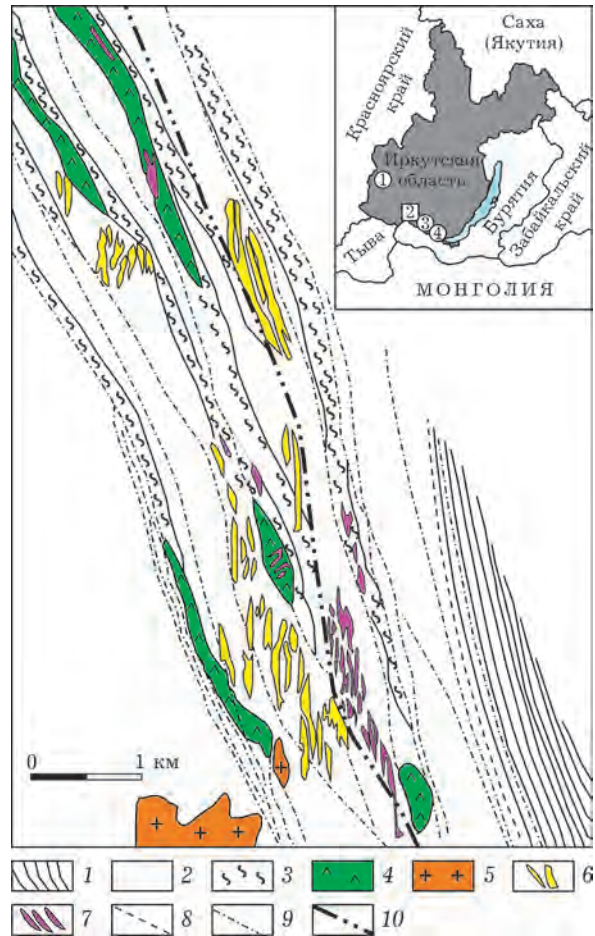 Саха
(Якутия)
Красноярский
край
Иркутская
область
1
2
3
4
Тыва
Бурятия
Забайкальский
край
МОНГОЛИЯ
0 1 км
1 2 3 4 5 6
7 8 9 10